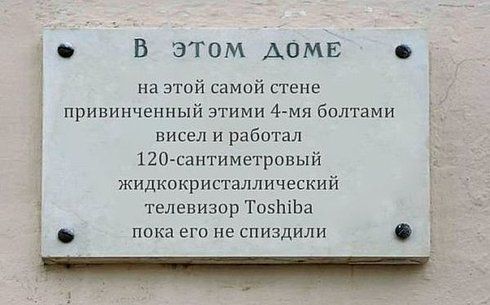 В ЭТОМ ДОМЕ
на этой самой стене
привинченный этими 4-мя болтами
висел и работал
120-сантиметровый
жидкокристаллический
телевизор Toshiba
пока его не спиздили